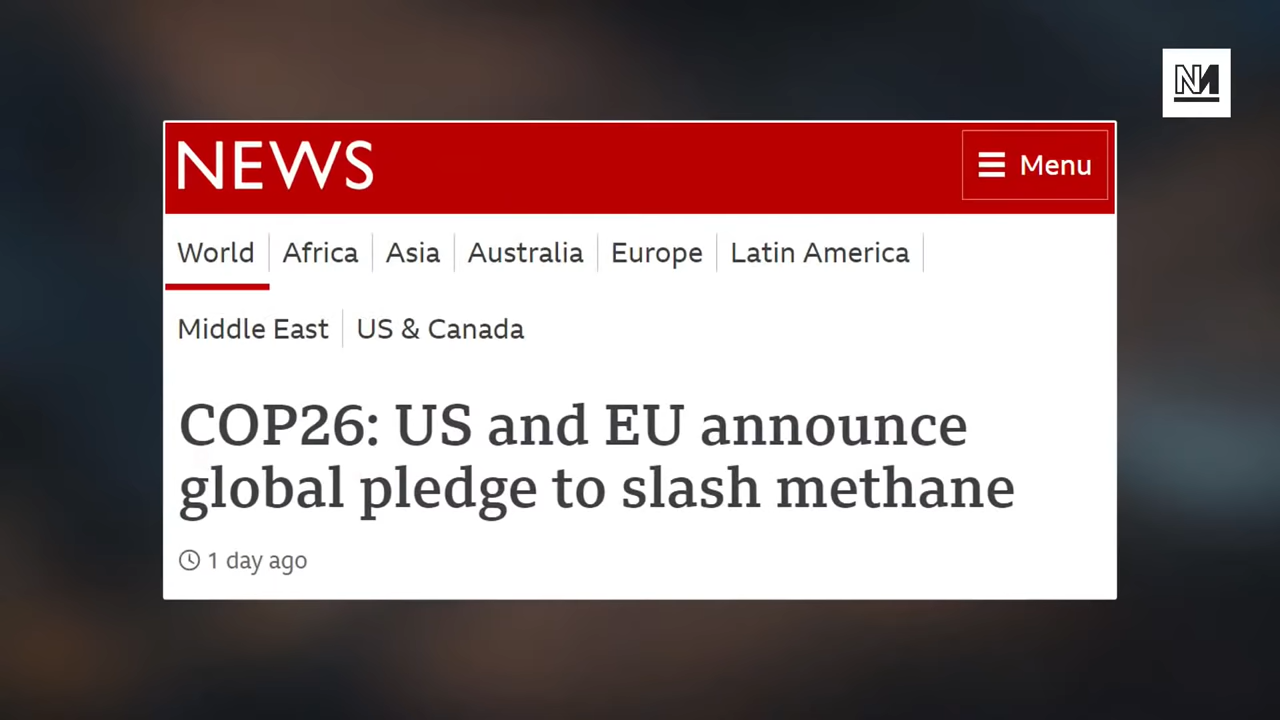 NM
NEWS
Menu
World Africa Asia Australia Europe Latin America
Middle East US & Canada
COP26: US and EU announce
global pledge to slash methane
1 day ago